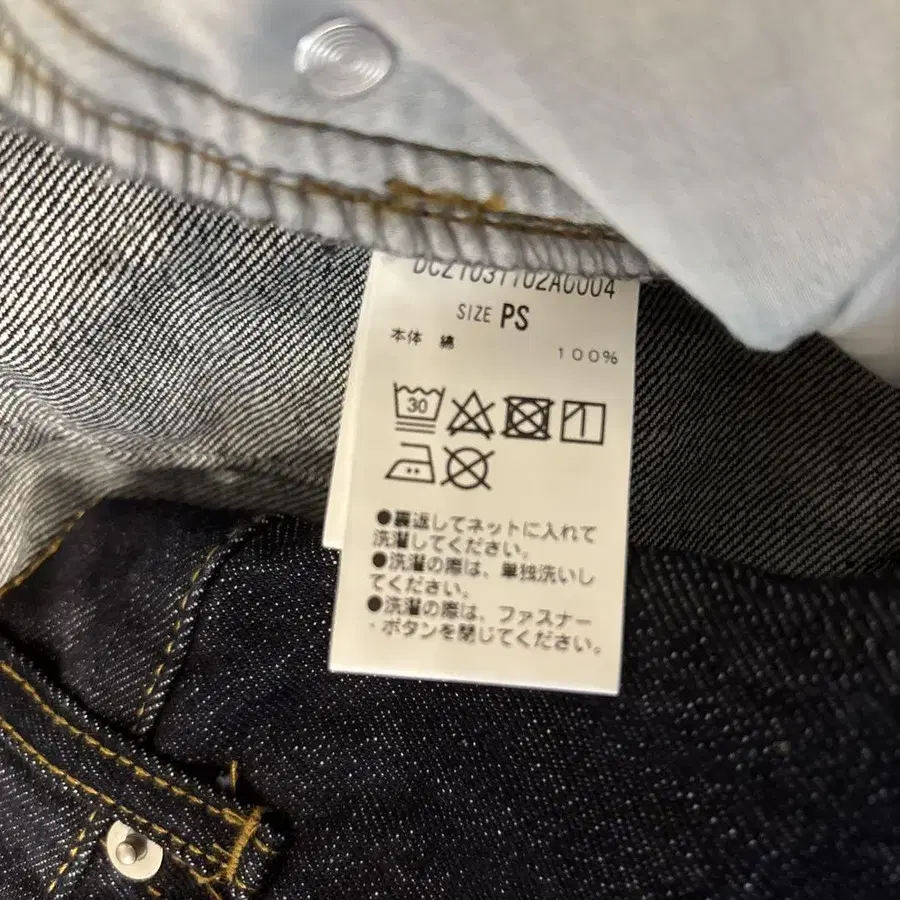 DCZ1031102A0004
SIZE PS
本体 綿 100%
30
●裏返してネットに入れて
洗濯してください。
●洗濯の際は、単独洗いし
てください。
●洗濯の際は、ファスナー
・ボタンを閉じてください。